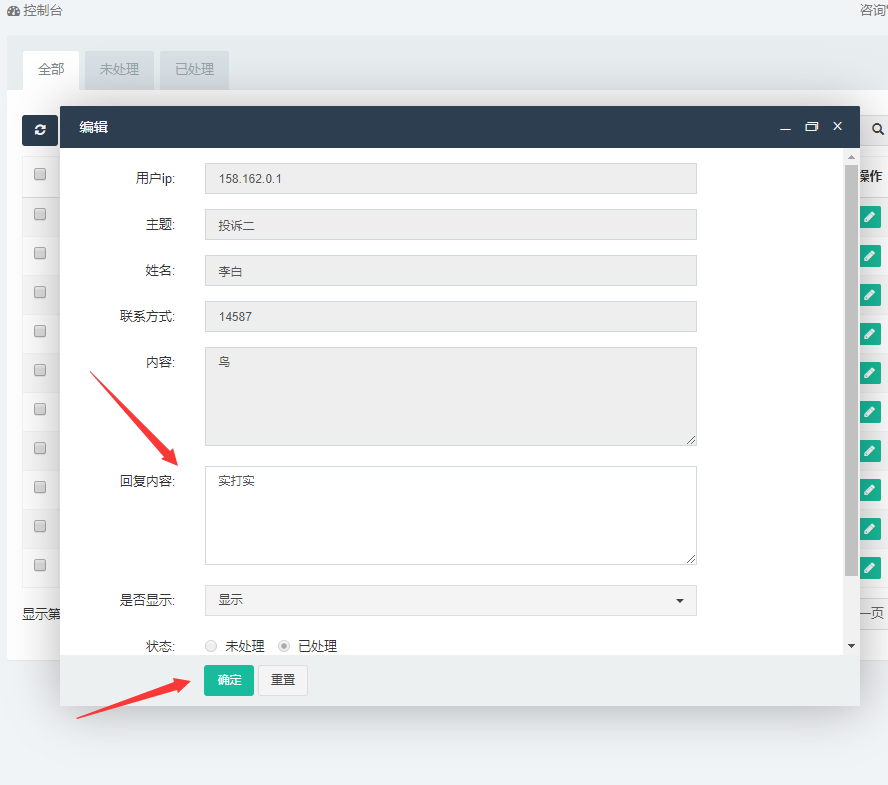 控制台
咨询
全部
未处理
已处理
编辑
操作
用户ip:
158.162.0.1
主题:
投诉二
姓名:
李白
联系方式:
14587
内容:
鸟
回复内容:
实打实
是否显示:
显示
状态:
未处理
已处理
显示第
一页
确定
重置